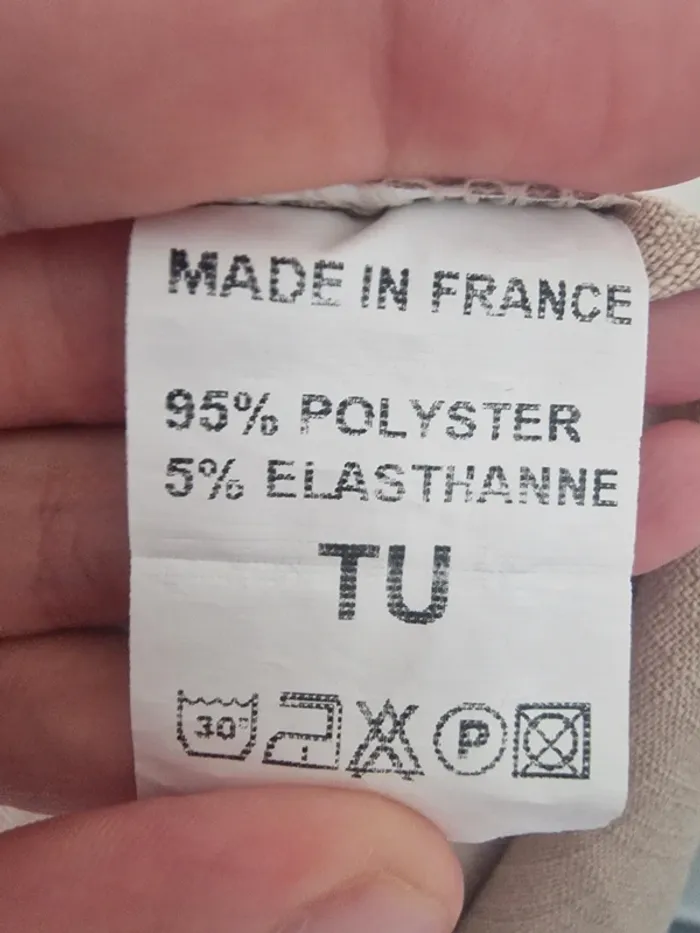 MADE IN FRANCE
95% POLYSTER
5% ELASTHANNE
TU
30° P